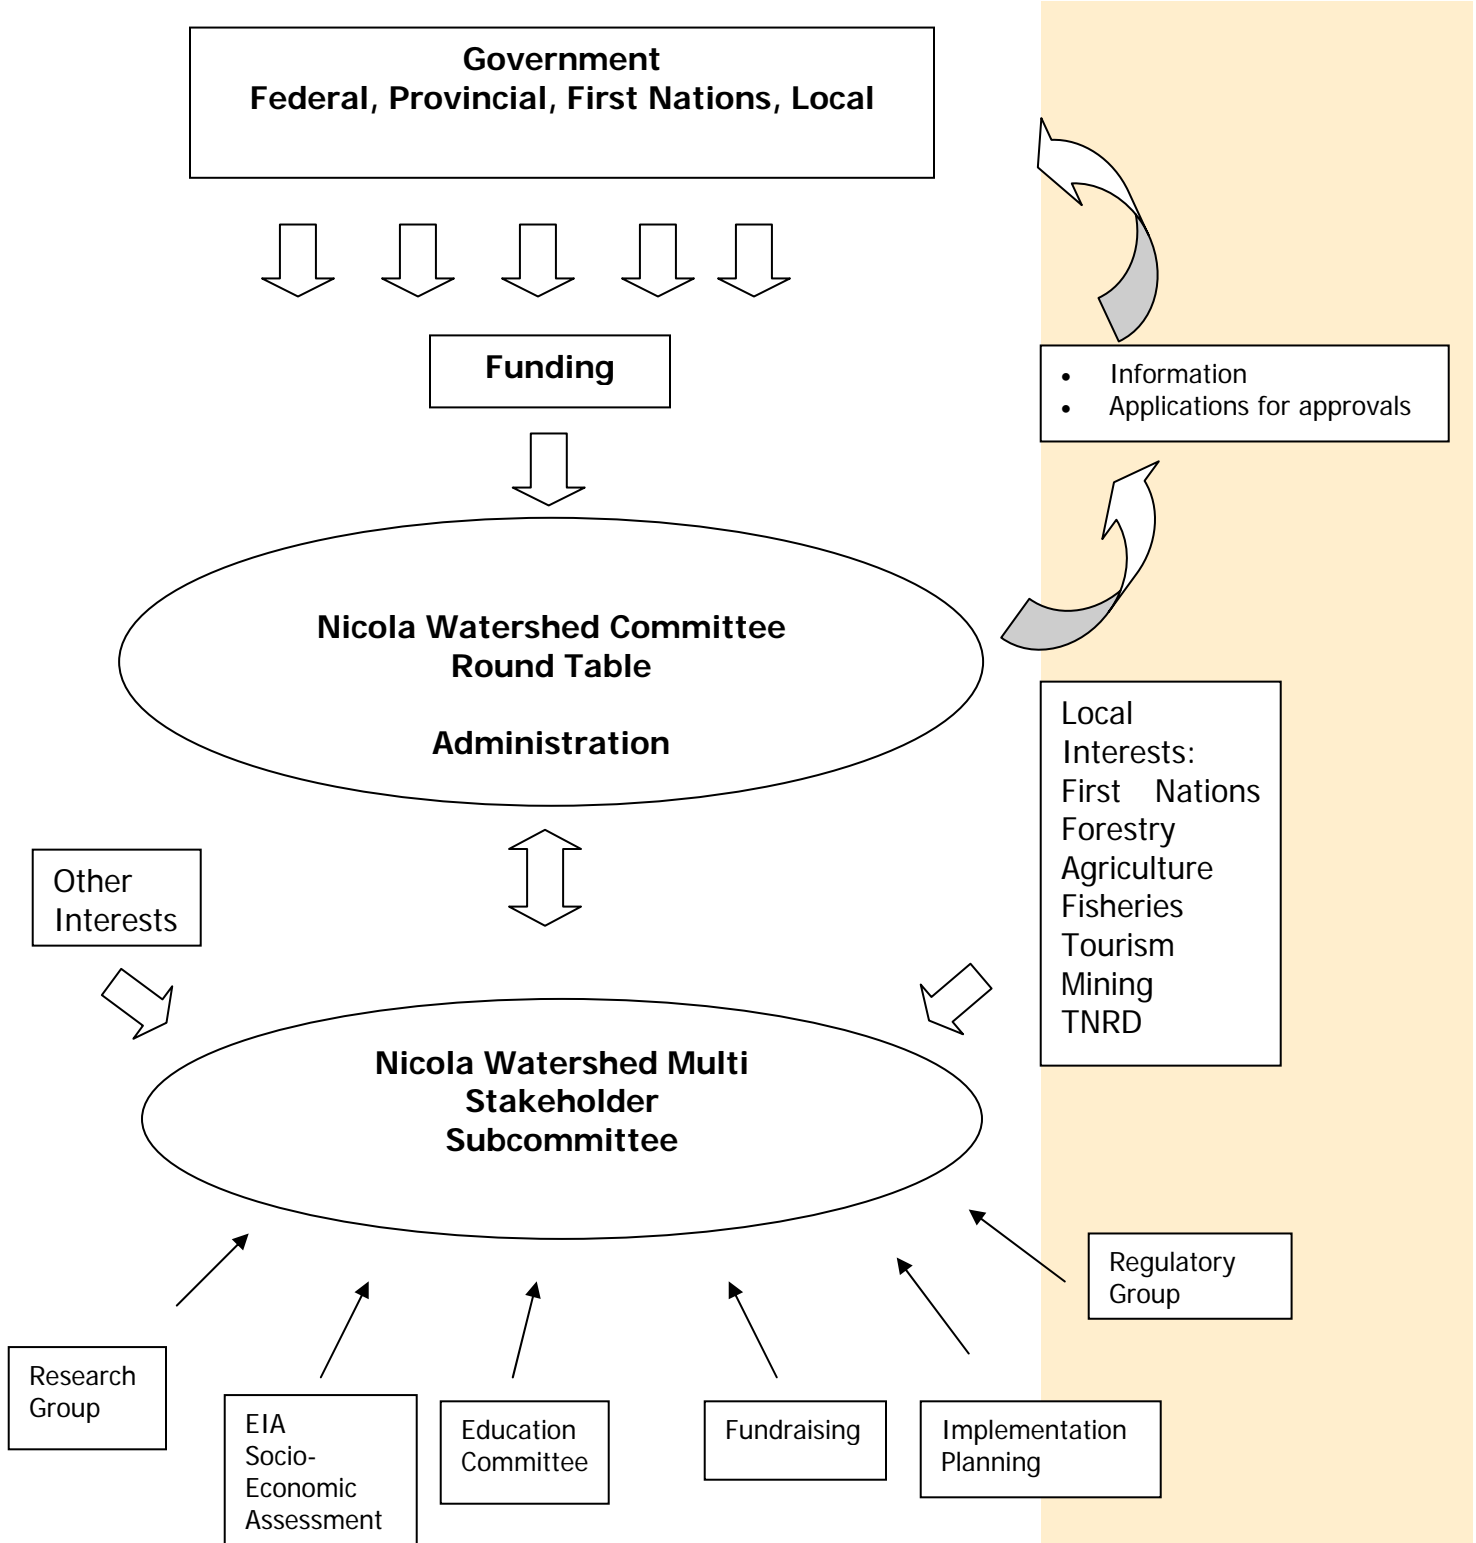 Government
Federal, Provincial, First Nations, Local
Funding
• Information
• Applications for approvals
Nicola Watershed Committee
Round Table
Administration
Local
Interests:
First Nations
Forestry
Agriculture
Fisheries
Tourism
Mining
TNRD
Other
Interests
Nicola Watershed Multi
Stakeholder
Subcommittee
Regulatory
Group
Research
Group
EIA
Socio-
Economic
Assessment
Education
Committee
Fundraising
Implementation
Planning